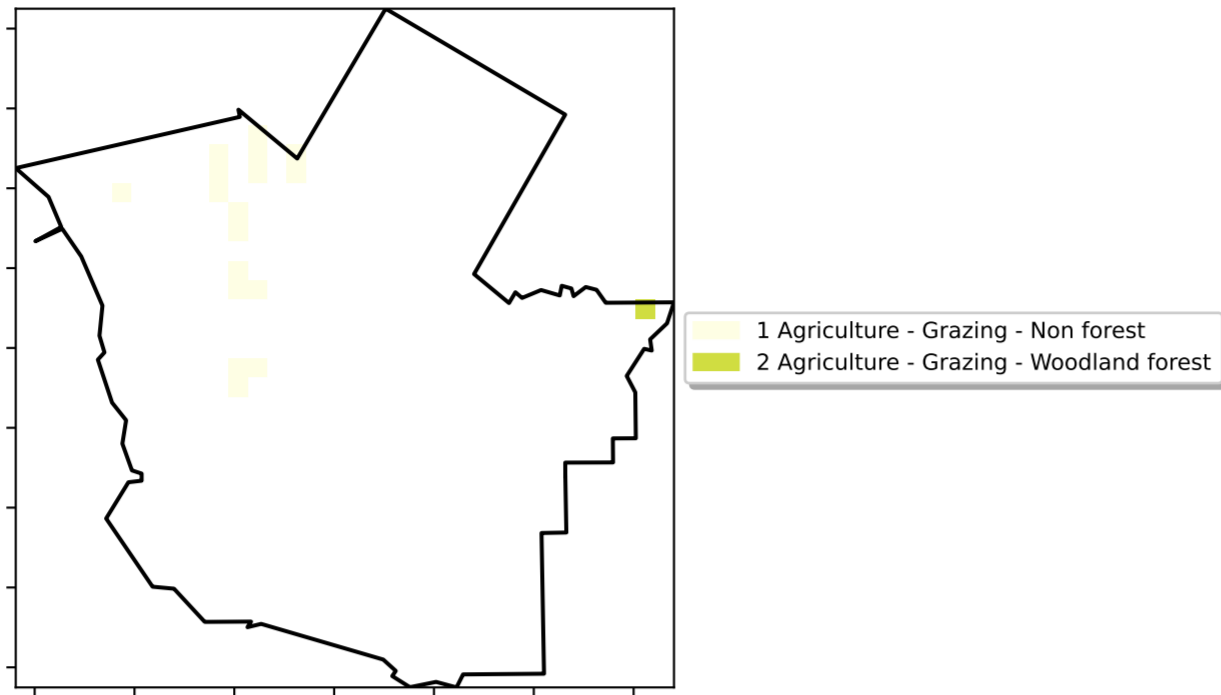 1 Agriculture - Grazing - Non forest
2 Agriculture - Grazing - Woodland forest